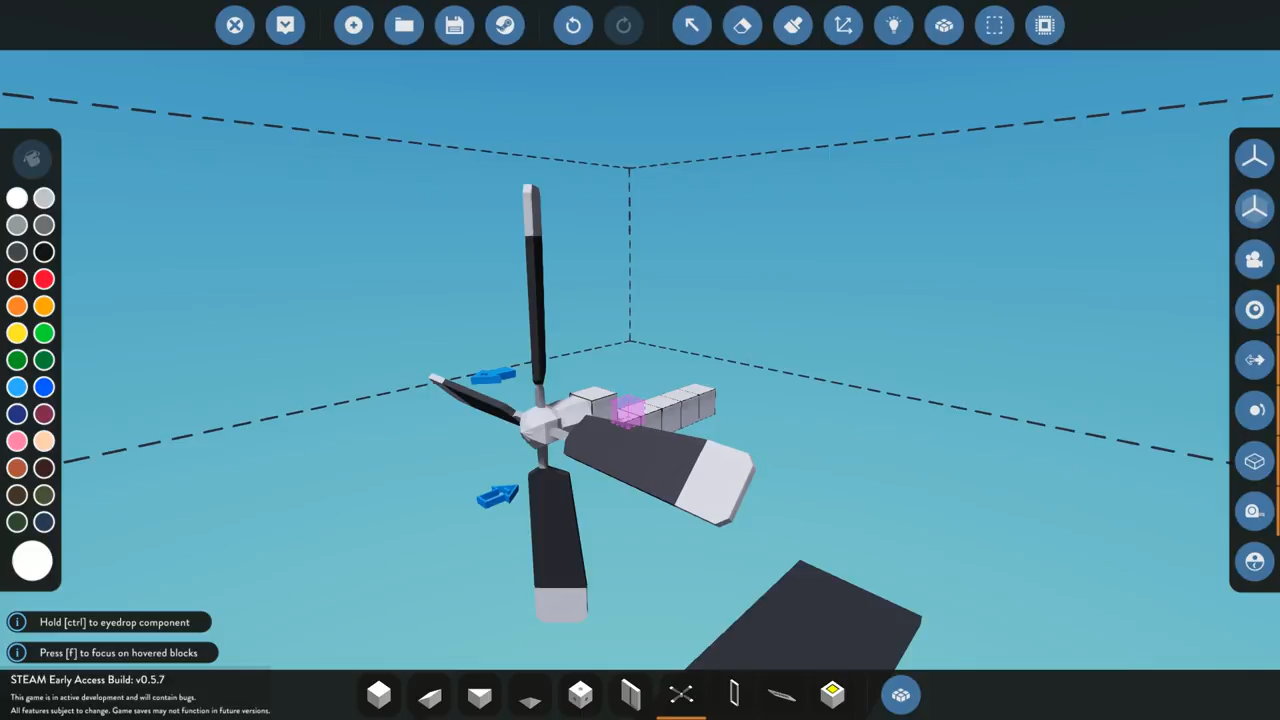 Hold [ctrl] to eyedrop component
Press [f] to focus on hovered blocks
STEAM Early Access Build: v0.5.7
This game is in active development and will contain bugs.
All features subject to change. Game saves may not function in future versions.